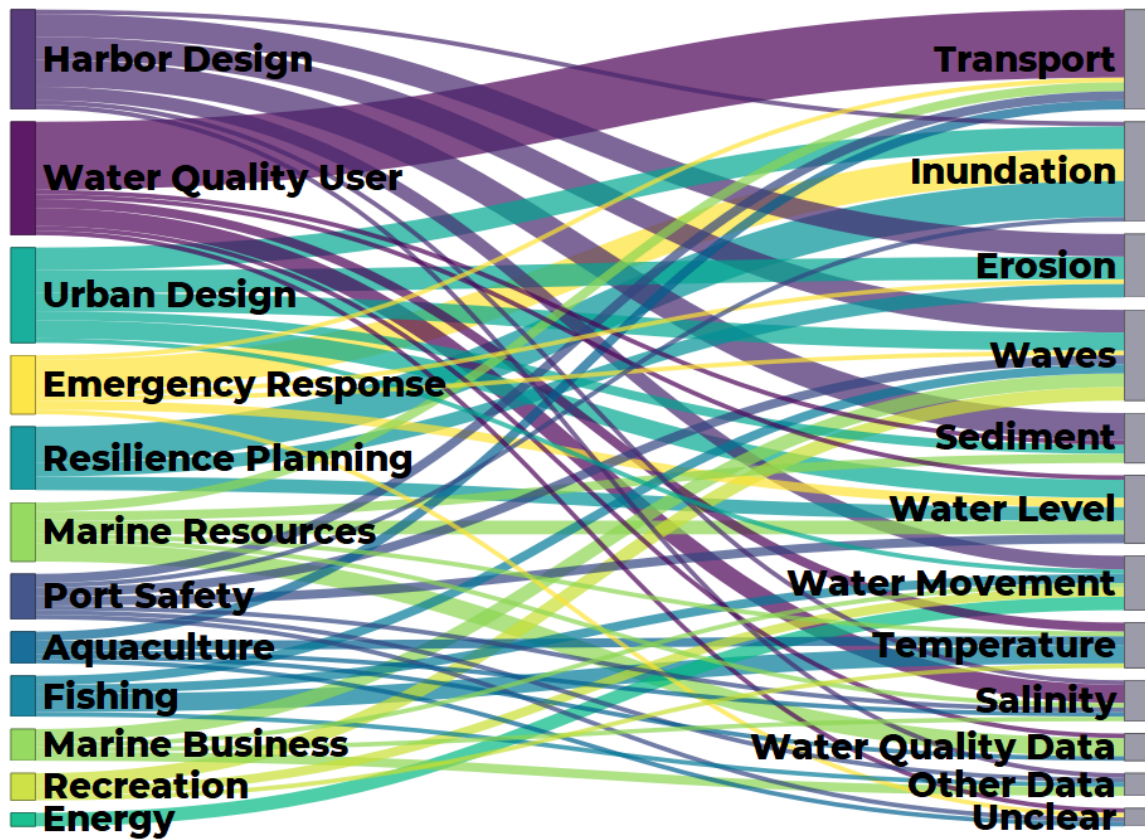 Harbor Design
Water Quality User
Urban Design
Emergency Response
Resilience Planning
Marine Resources
Port Safety
Aquaculture
Fishing
Marine Business
Recreation
Energy
Transport
Inundation
Erosion
Waves
Sediment
Water Level
Water Movement
Temperature
Salinity
Water Quality Data
Other Data
Unclear